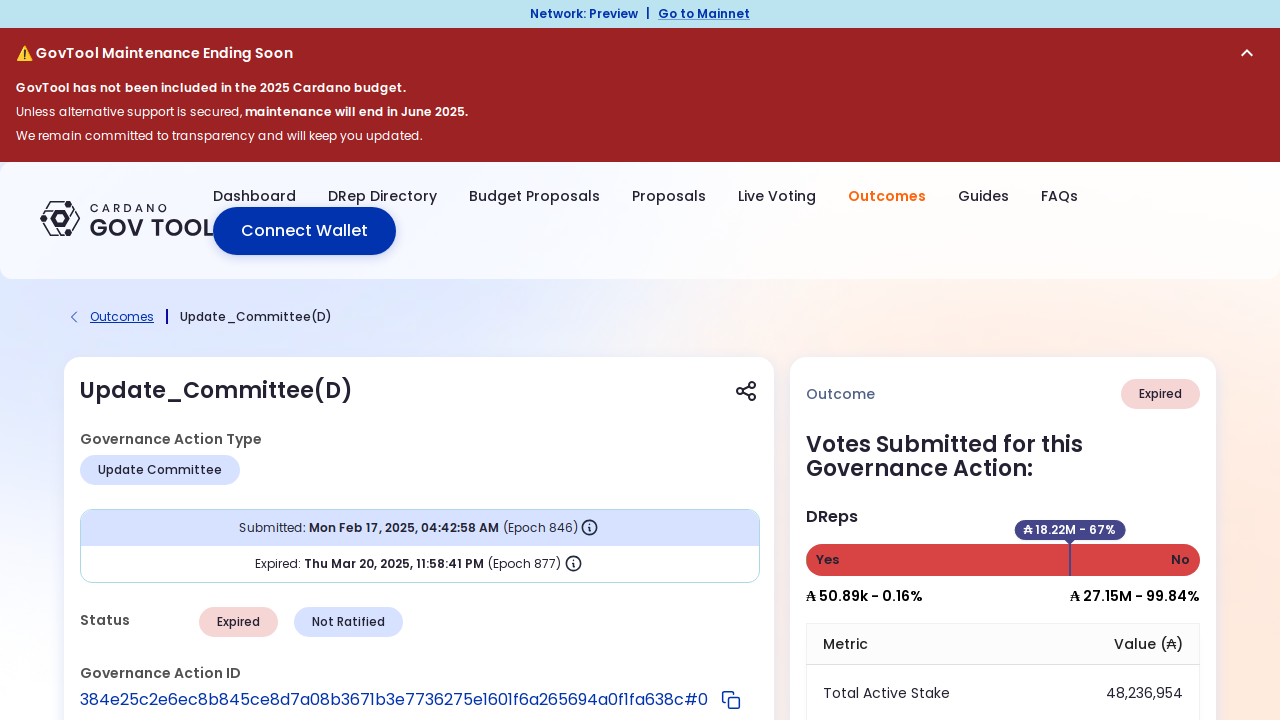 Network: Preview | Go to Mainnet
⚠️ GovTool Maintenance Ending Soon
GovTool has not been included in the 2025 Cardano budget.
Unless alternative support is secured, maintenance will end in June 2025.
We remain committed to transparency and will keep you updated.
CARDANO
GOV TOOL
Dashboard DRep Directory Budget Proposals Proposals Live Voting Outcomes Guides FAQs
Connect Wallet
Outcomes | Update_Committee(D)
Update_Committee(D)
Governance Action Type
Update Committee
Submitted: Mon Feb 17, 2025, 04:42:58 AM (Epoch 846)
Expired: Thu Mar 20, 2025, 11:58:41 PM (Epoch 877)
Status Expired Not Ratified
Governance Action ID
384e25c2e6ec8b845ce8d7a08b3671b3e7736275e1601f6a265694a0f1fa638c#0
Outcome Expired
Votes Submitted for this
Governance Action:
DReps
₳ 18.22M - 67%
Yes No
₳ 50.89k - 0.16% ₳ 27.15M - 99.84%
Metric Value (₳)
Total Active Stake 48,236,954